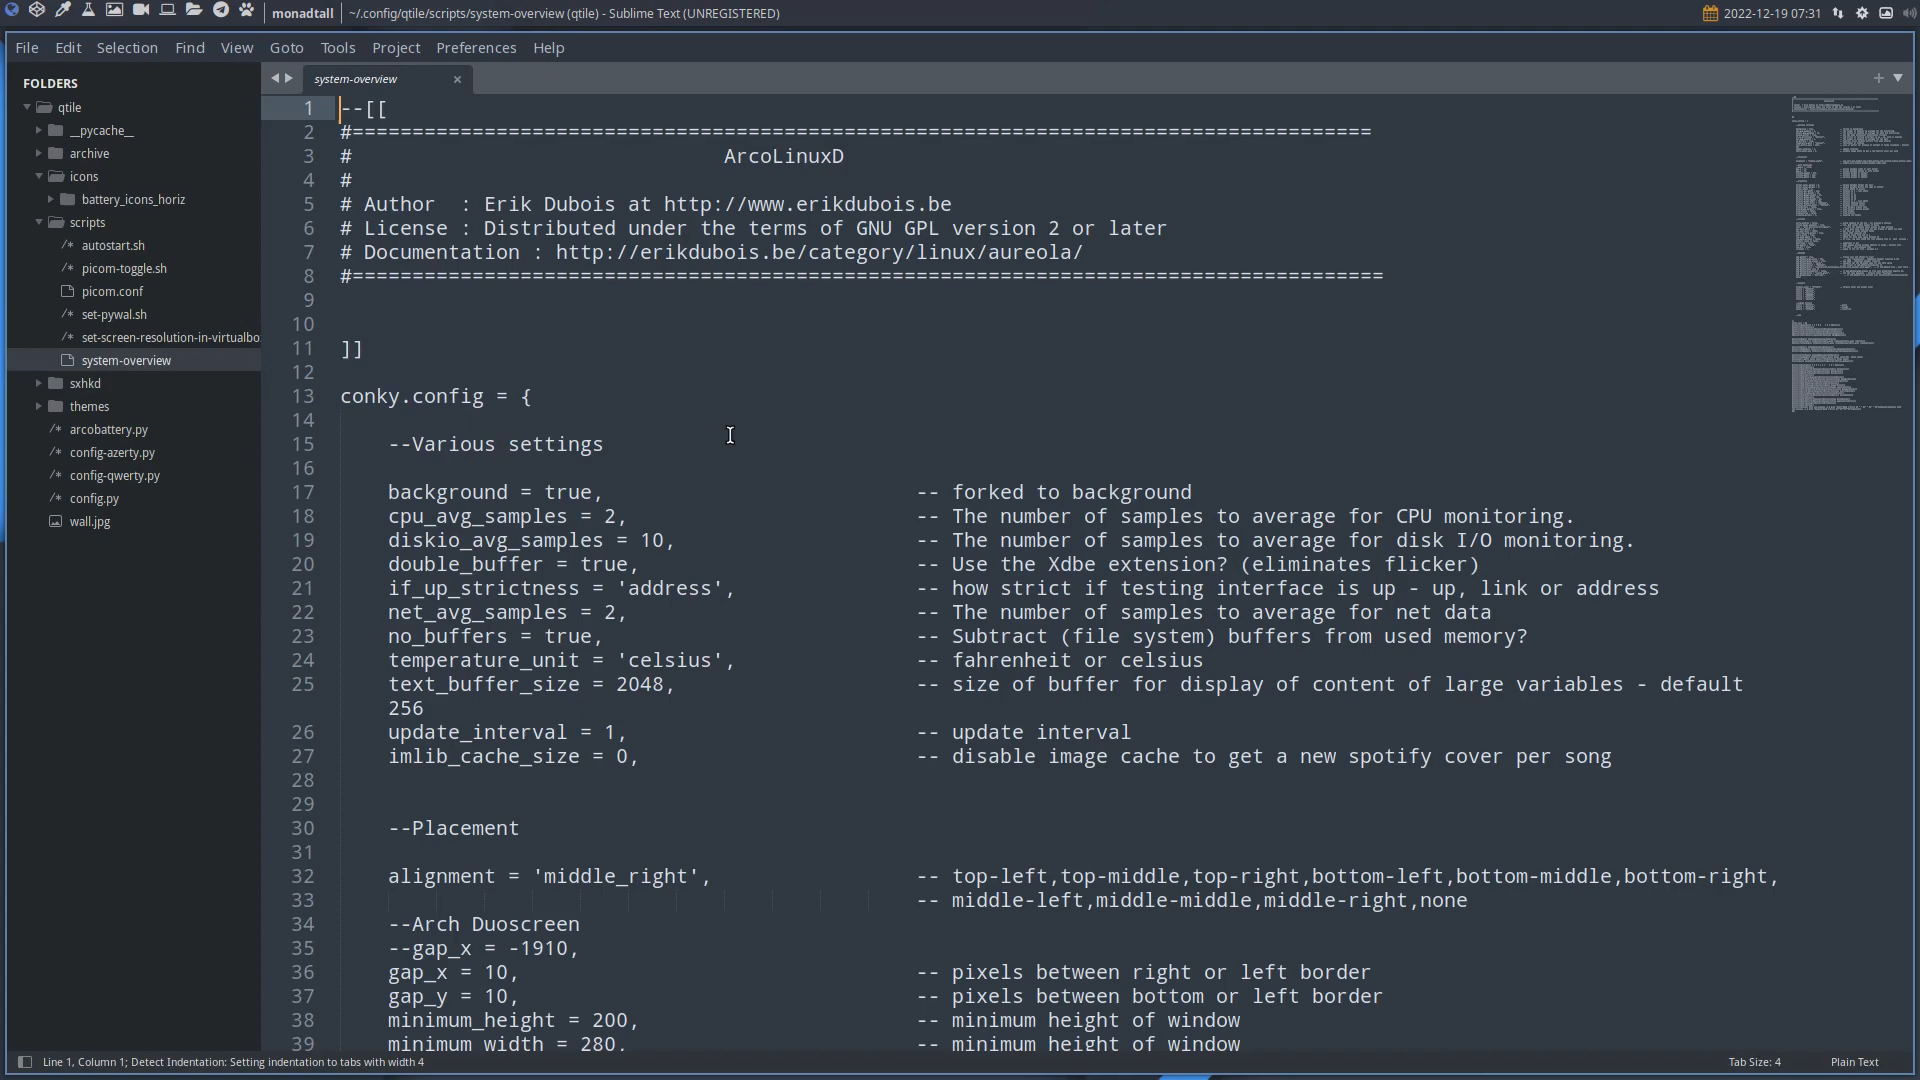 monadtall ~/.config/qtile/scripts/system-overview (qtile) - Sublime Text (UNREGISTERED) 2022-12-19 07:31
File Edit Selection Find View Goto Tools Project Preferences Help
FOLDERS
qtile
__pycache__
archive
icons
battery_icons_horiz
scripts
/* autostart.sh
/* picom-toggle.sh
picom.conf
/* set-pywal.sh
/* set-screen-resolution-in-virtualbo
system-overview
sxhkd
themes
/* arcobattery.py
/* config-azerty.py
/* config-qwerty.py
/* config.py
wall.jpg
system-overview ×
1 --[[
2 #=====================================================================================
3 # ArcoLinuxD
4 #
5 # Author  : Erik Dubois at http://www.erikdubois.be
6 # License : Distributed under the terms of GNU GPL version 2 or later
7 # Documentation : http://erikdubois.be/category/linux/aureola/
8 #======================================================================================
9
10
11 ]]
12
13 conky.config = {
14
15 --Various settings
16
17 background = true, -- forked to background
18 cpu_avg_samples = 2, -- The number of samples to average for CPU monitoring.
19 diskio_avg_samples = 10, -- The number of samples to average for disk I/O monitoring.
20 double_buffer = true, -- Use the Xdbe extension? (eliminates flicker)
21 if_up_strictness = 'address', -- how strict if testing interface is up - up, link or address
22 net_avg_samples = 2, -- The number of samples to average for net data
23 no_buffers = true, -- Subtract (file system) buffers from used memory?
24 temperature_unit = 'celsius', -- fahrenheit or celsius
25 text_buffer_size = 2048, -- size of buffer for display of content of large variables - default
256
26 update_interval = 1, -- update interval
27 imlib_cache_size = 0, -- disable image cache to get a new spotify cover per song
28
29
30 --Placement
31
32 alignment = 'middle_right', -- top-left,top-middle,top-right,bottom-left,bottom-middle,bottom-right,
33 -- middle-left,middle-middle,middle-right,none
34 --Arch Duoscreen
35 --gap_x = -1910,
36 gap_x = 10, -- pixels between right or left border
37 gap_y = 10, -- pixels between bottom or left border
38 minimum_height = 200, -- minimum height of window
39 minimum_width = 280, -- minimum height of window
Line 1, Column 1; Detect Indentation: Setting indentation to tabs with width 4 Tab Size: 4 Plain Text